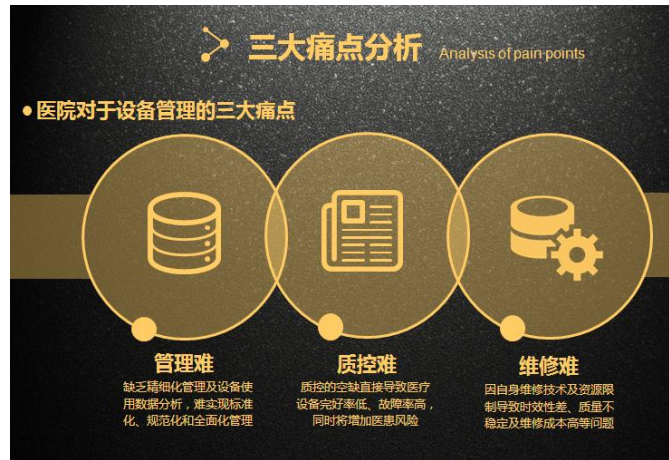 三大痛点分析 Analysis of pain points
医院对于设备管理的三大痛点
管理难
缺乏精细化管理及设备使
用数据分析，难实现标准
化、规范化和全面化管理
质控难
质控的空缺直接导致医疗
设备完好率低、故障率高，
同时将增加医患风险
维修难
因自身维修技术及资源限
制导致时效性差、质量不
稳定及维修成本高等问题